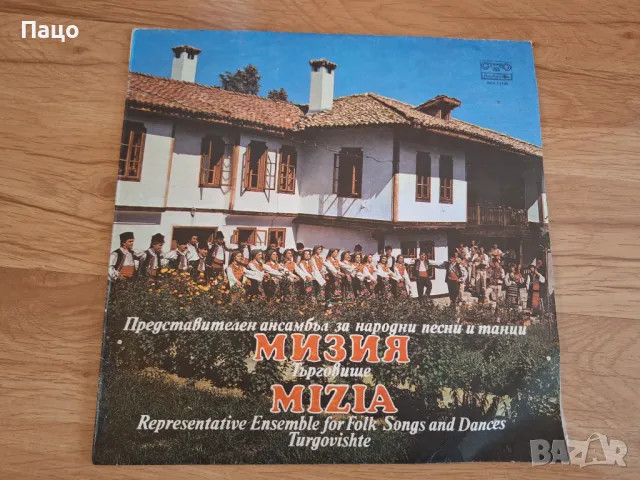 Пацо
Представителен ансамбъл за народни песни и танци
МИЗИЯ
Търговище
MIZIA
Representative Ensemble for Folk Songs and Dances
Turgovishte
BAZAR